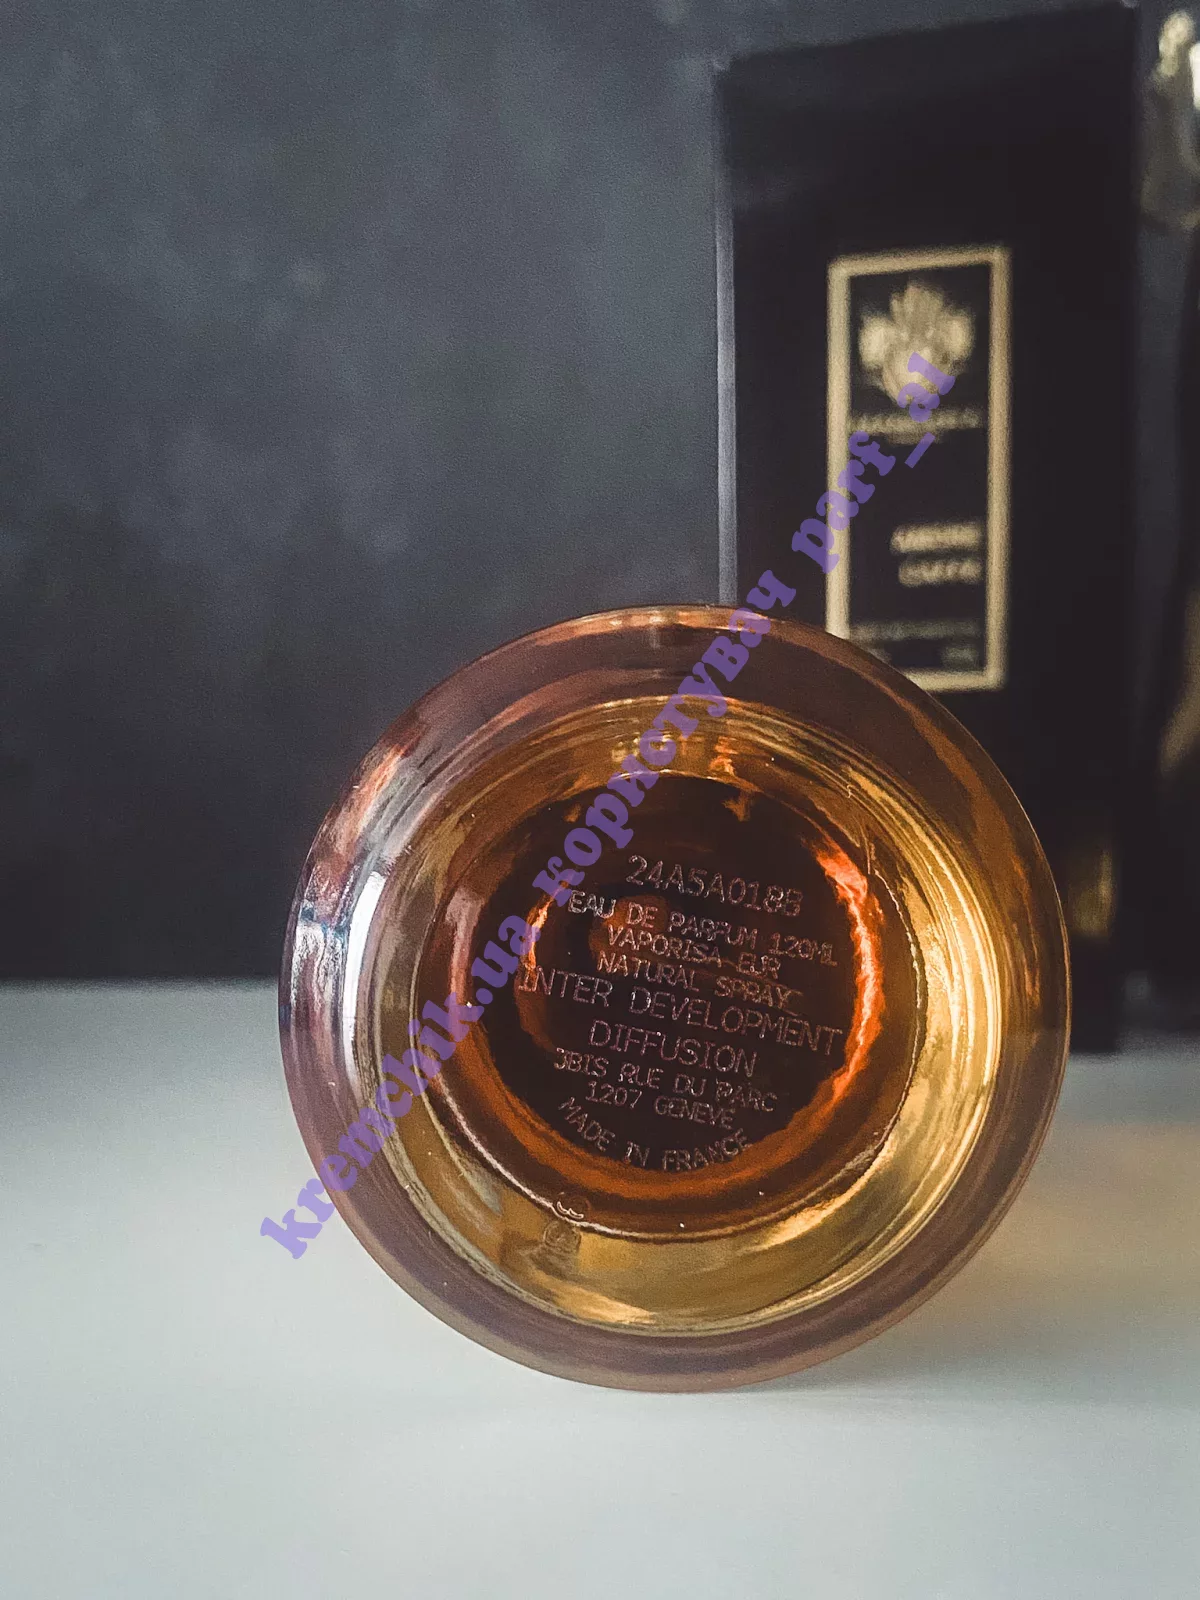 24A5A018B
EAU DE PARFUM 120ML
VAPORISA-EUR
NATURAL SPRAY
INTER DEVELOPMENT
DIFFUSION
3BIS RUE DU PARC
1207 GENEVE
MADE IN FRANCE
kremchik.ua користувач parf_al